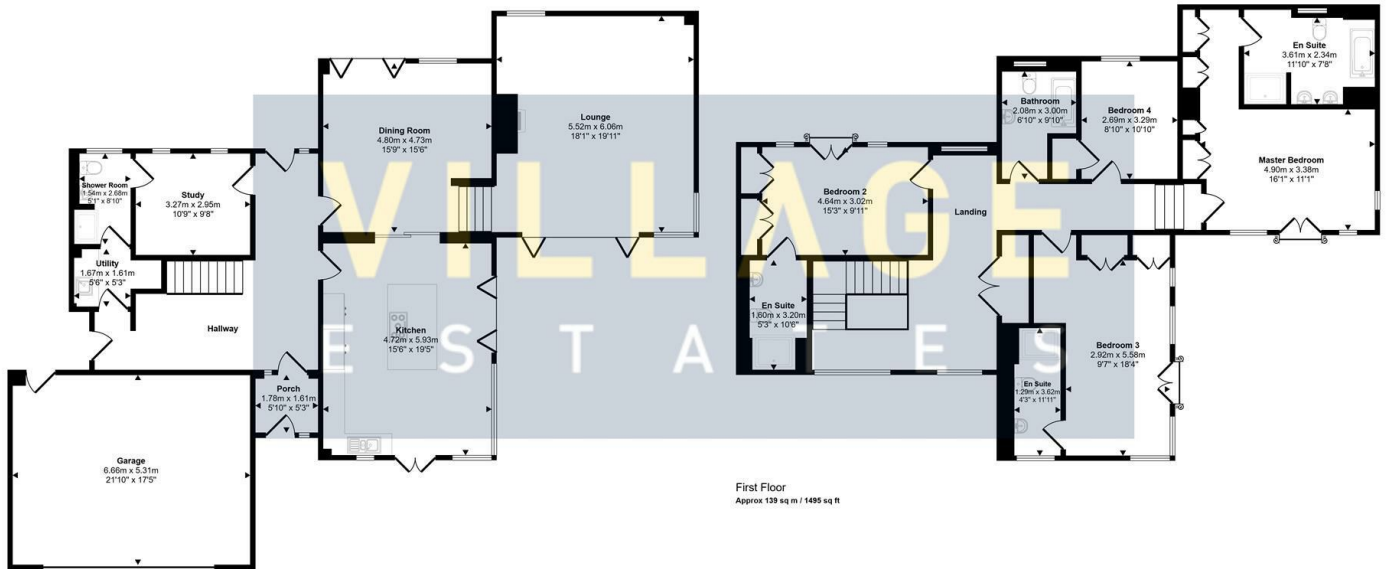 Lounge
5.52m x 6.06m
18'1" x 19'11"
Dining Room
4.80m x 4.73m
15'9" x 15'6"
Shower Room
1.54m x 2.68m
5'1" x 8'10"
Study
3.27m x 2.95m
10'9" x 9'8"
Utility
1.67m x 1.61m
5'6" x 5'3"
Hallway
Kitchen
4.72m x 5.93m
15'6" x 19'5"
Porch
1.78m x 1.61m
5'10" x 5'3"
Garage
6.66m x 5.31m
21'10" x 17'5"
En Suite
3.61m x 2.34m
11'10" x 7'8"
Bathroom
2.08m x 3.00m
6'10" x 9'10"
Bedroom 4
2.69m x 3.29m
8'10" x 10'10"
Master Bedroom
4.90m x 3.38m
16'1" x 11'1"
Bedroom 2
4.64m x 3.02m
15'3" x 9'11"
Landing
En Suite
1.60m x 3.20m
5'3" x 10'6"
Bedroom 3
2.92m x 5.58m
9'7" x 18'4"
En Suite
1.29m x 3.62m
4'3" x 11'11"
First Floor
Approx 139 sq m / 1495 sq ft
VILLAGE
ESTATES